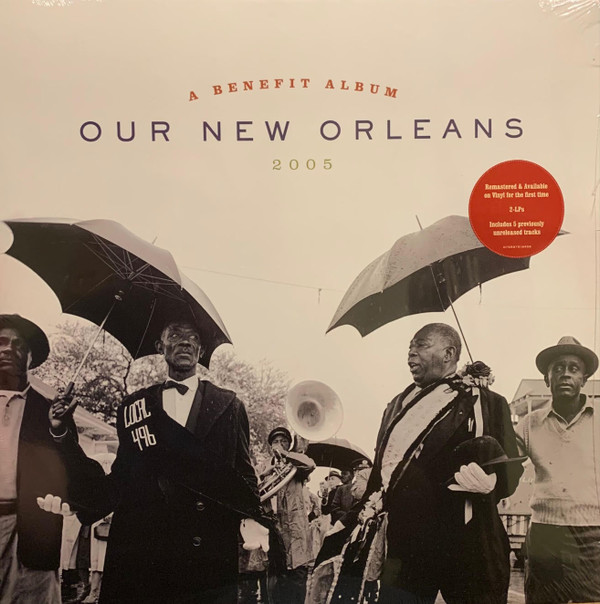 A BENEFIT ALBUM
OUR NEW ORLEANS
2005
Remastered & Available
on Vinyl for the first time
2-LPs
Includes 5 previously
unreleased tracks
LOCAL
496